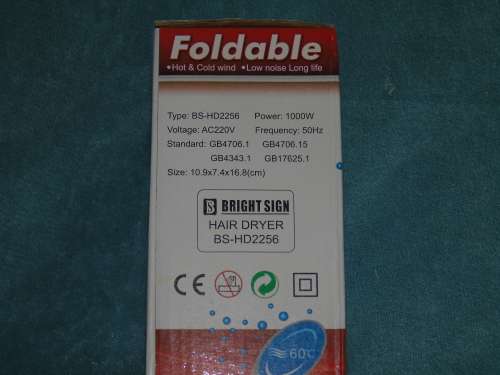 Foldable
•Hot & Cold wind •Low noise Long life
Type: BS-HD2256 Power: 1000W
Voltage: AC220V Frequency: 50Hz
Standard: GB4706.1 GB4706.15
GB4343.1 GB17625.1
Size: 10.9x7.4x16.8(cm)
BS BRIGHT SIGN
HAIR DRYER
BS-HD2256
CE
60℃